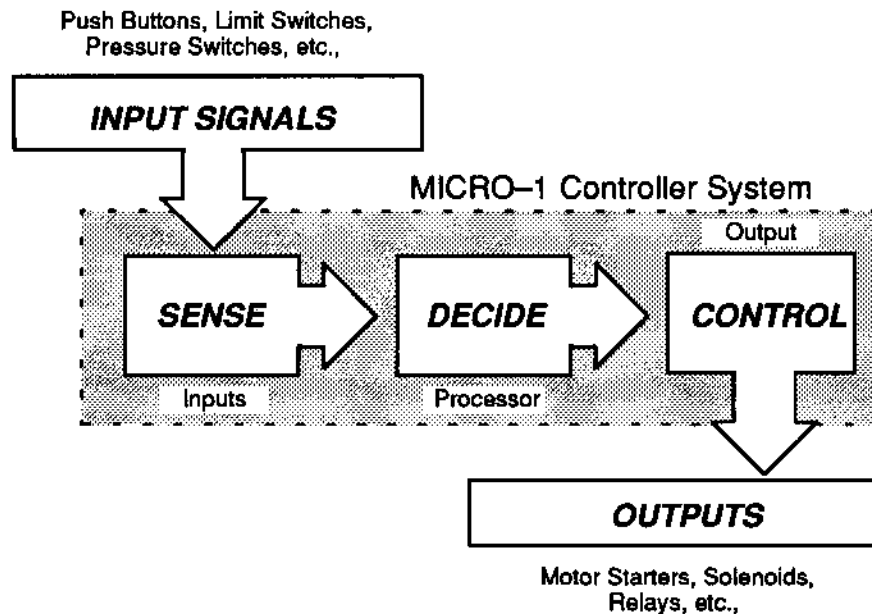 Push Buttons, Limit Switches,
Pressure Switches, etc.,
INPUT SIGNALS
MICRO–1 Controller System
Output
SENSE
DECIDE
CONTROL
Inputs
Processor
OUTPUTS
Motor Starters, Solenoids,
Relays, etc.,